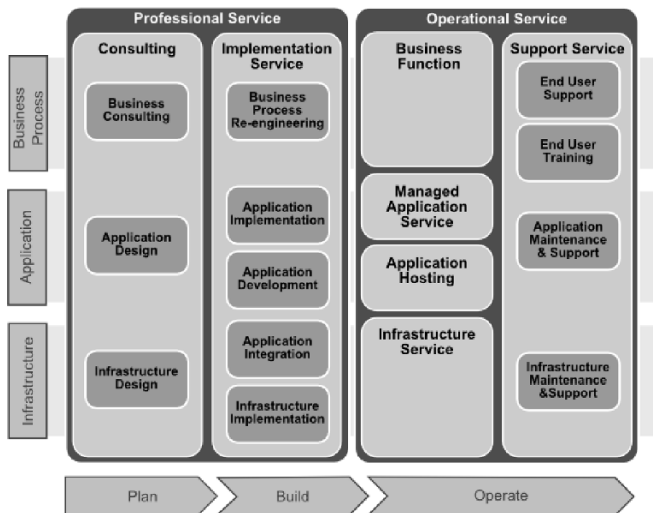 Professional Service
Operational Service
Consulting
Implementation
Service
Business
Function
Support Service
Business
Process
Business
Consulting
Business
Process
Re-engineering
End User
Support
End User
Training
Application
Application
Design
Application
Implementation
Application
Development
Managed
Application
Service
Application
Hosting
Application
Maintenance
& Support
Infrastructure
Infrastructure
Design
Application
Integration
Infrastructure
Implementation
Infrastructure
Service
Infrastructure
Maintenance
&Support
Plan
Build
Operate